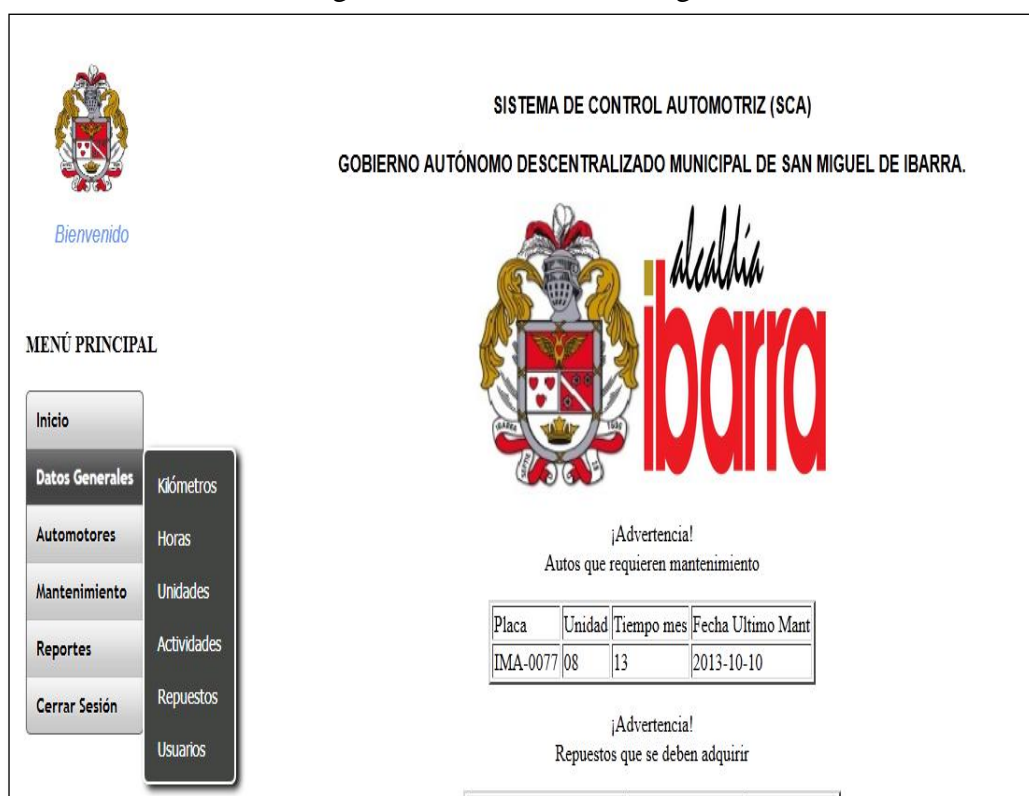 SISTEMA DE CONTROL AUTOMOTRIZ (SCA)
GOBIERNO AUTÓNOMO DESCENTRALIZADO MUNICIPAL DE SAN MIGUEL DE IBARRA.
Bienvenido
alcaldía
ibarra
MENÚ PRINCIPAL
Inicio
Datos Generales
Automotores
Mantenimiento
Reportes
Cerrar Sesión
Kilómetros
Horas
Unidades
Actividades
Repuestos
Usuarios
¡Advertencia!
Autos que requieren mantenimiento
Placa Unidad Tiempo mes Fecha Ultimo Mant
IMA-0077 08 13 2013-10-10
¡Advertencia!
Repuestos que se deben adquirir